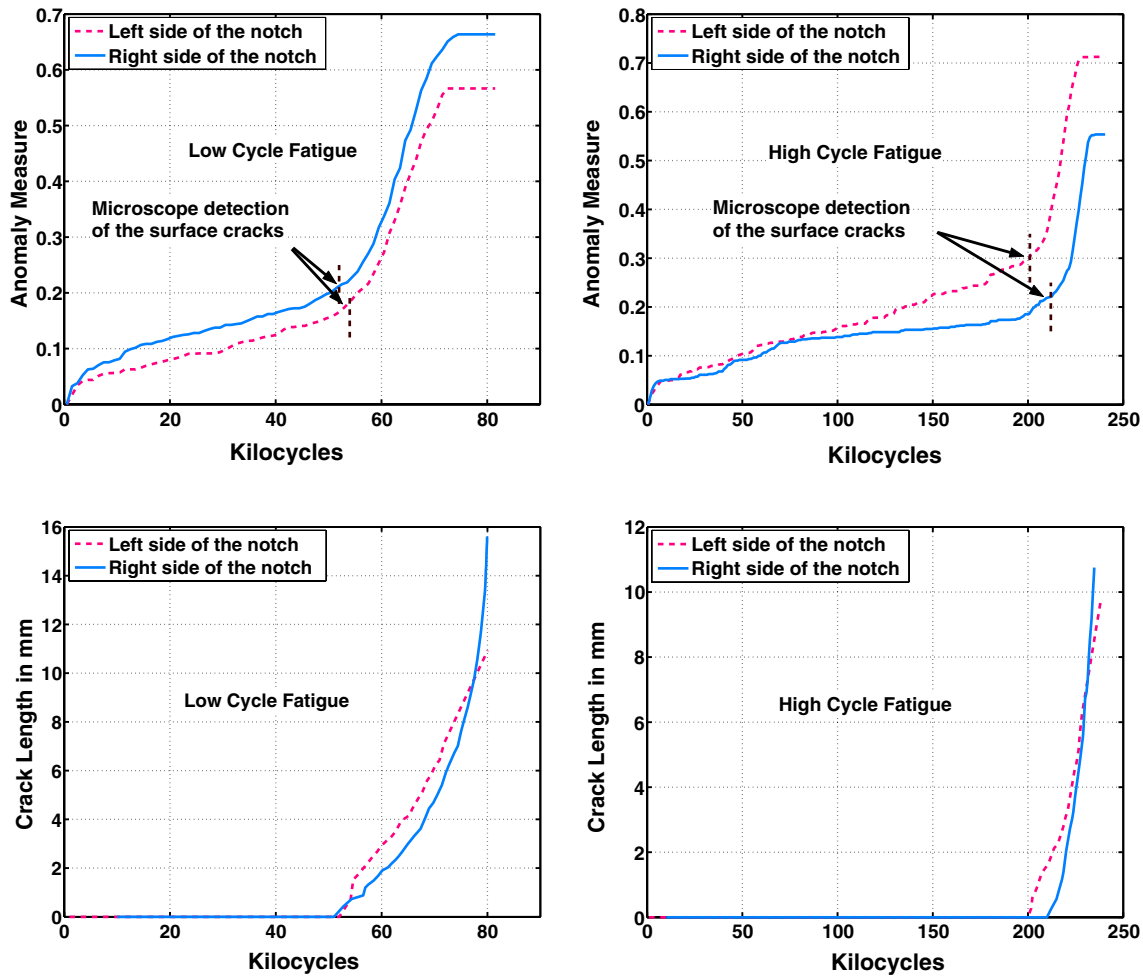 Left side of the notch
Right side of the notch
0.7
0.6
0.5
0.4
0.3
0.2
0.1
0
Anomaly Measure
Low Cycle Fatigue
Microscope detection
of the surface cracks
0 20 40 60 80
Kilocycles
Left side of the notch
Right side of the notch
0.8
0.7
0.6
0.5
0.4
0.3
0.2
0.1
0
Anomaly Measure
High Cycle Fatigue
Microscope detection
of the surface cracks
0 50 100 150 200 250
Kilocycles
Left side of the notch
Right side of the notch
16
14
12
10
8
6
4
2
0
Crack Length in mm
Low Cycle Fatigue
0 20 40 60 80
Kilocycles
Left side of the notch
Right side of the notch
12
10
8
6
4
2
0
Crack Length in mm
High Cycle Fatigue
0 50 100 150 200 250
Kilocycles